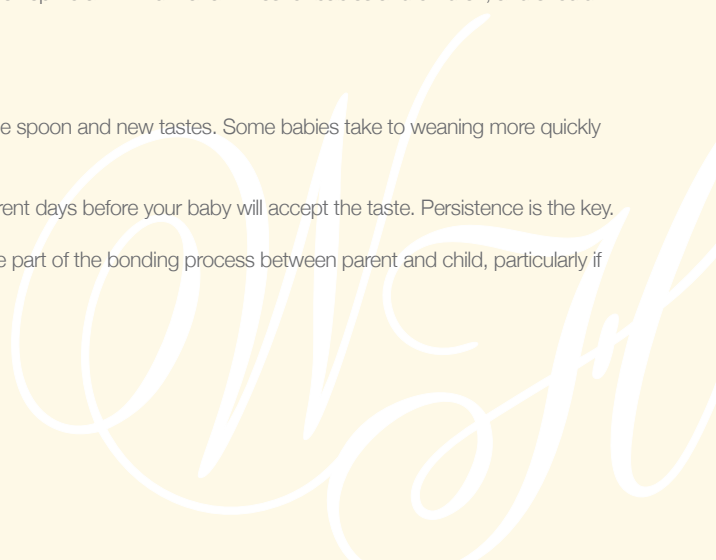 e spoon and new tastes. Some babies take to weaning more quickly
rent days before your baby will accept the taste. Persistence is the key.
e part of the bonding process between parent and child, particularly if
W H